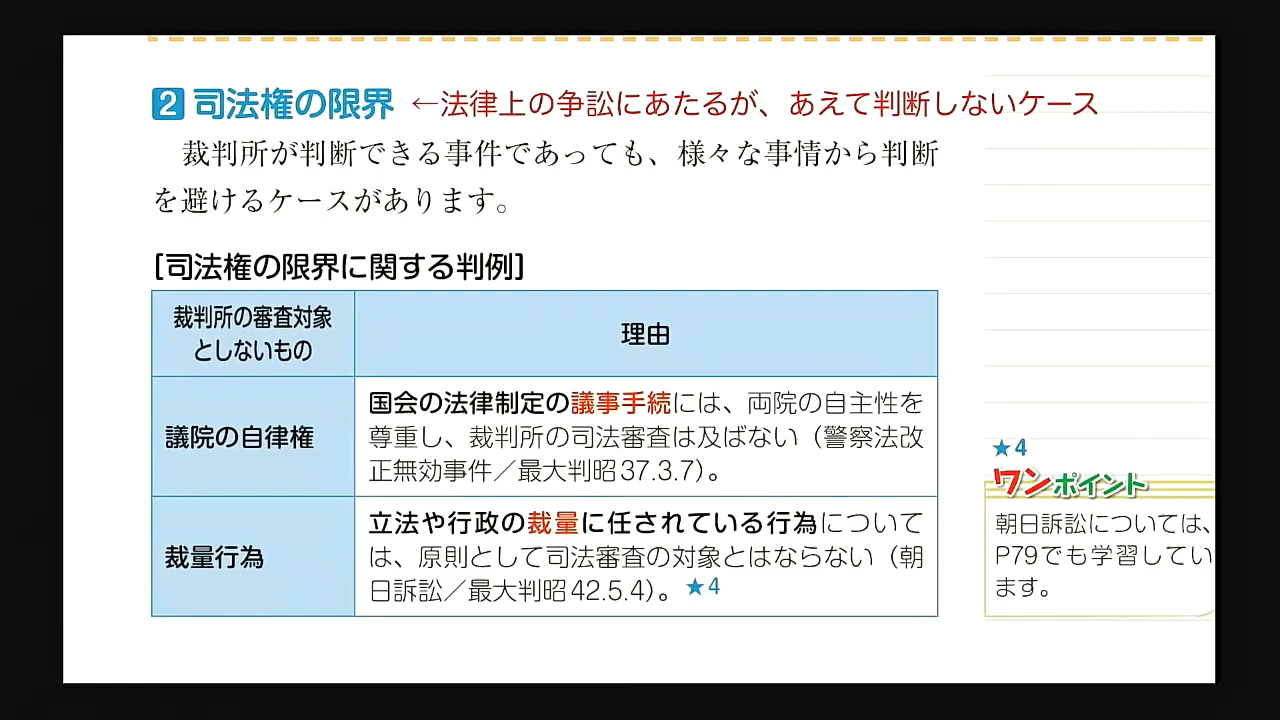 2 司法権の限界 ←法律上の争訟にあたるが、あえて判断しないケース
裁判所が判断できる事件であっても、様々な事情から判断
を避けるケースがあります。
[司法権の限界に関する判例]
裁判所の審査対象
としないもの
理由
議院の自律権
国会の法律制定の議事手続には、両院の自主性を
尊重し、裁判所の司法審査は及ばない（警察法改
正無効事件／最大判昭37.3.7）。
裁量行為
立法や行政の裁量に任されている行為について
は、原則として司法審査の対象とはならない（朝
日訴訟／最大判昭42.5.4）。★4
★4
ワンポイント
朝日訴訟については、
P79でも学習してい
ます。